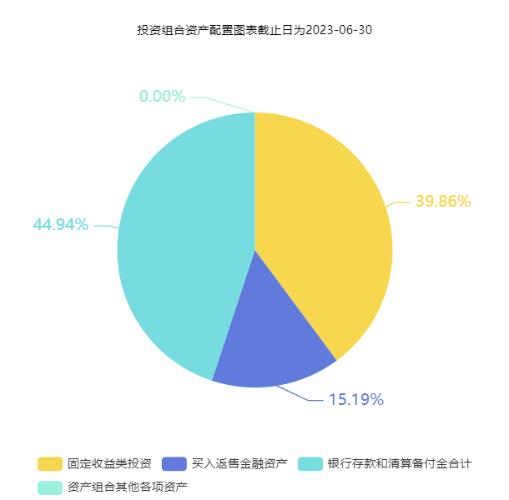 投资组合资产配置图表截止日为2023-06-30
0.00%
39.86%
44.94%
15.19%
固定收益类投资 买入返售金融资产 银行存款和清算备付金合计
资产组合其他各项资产